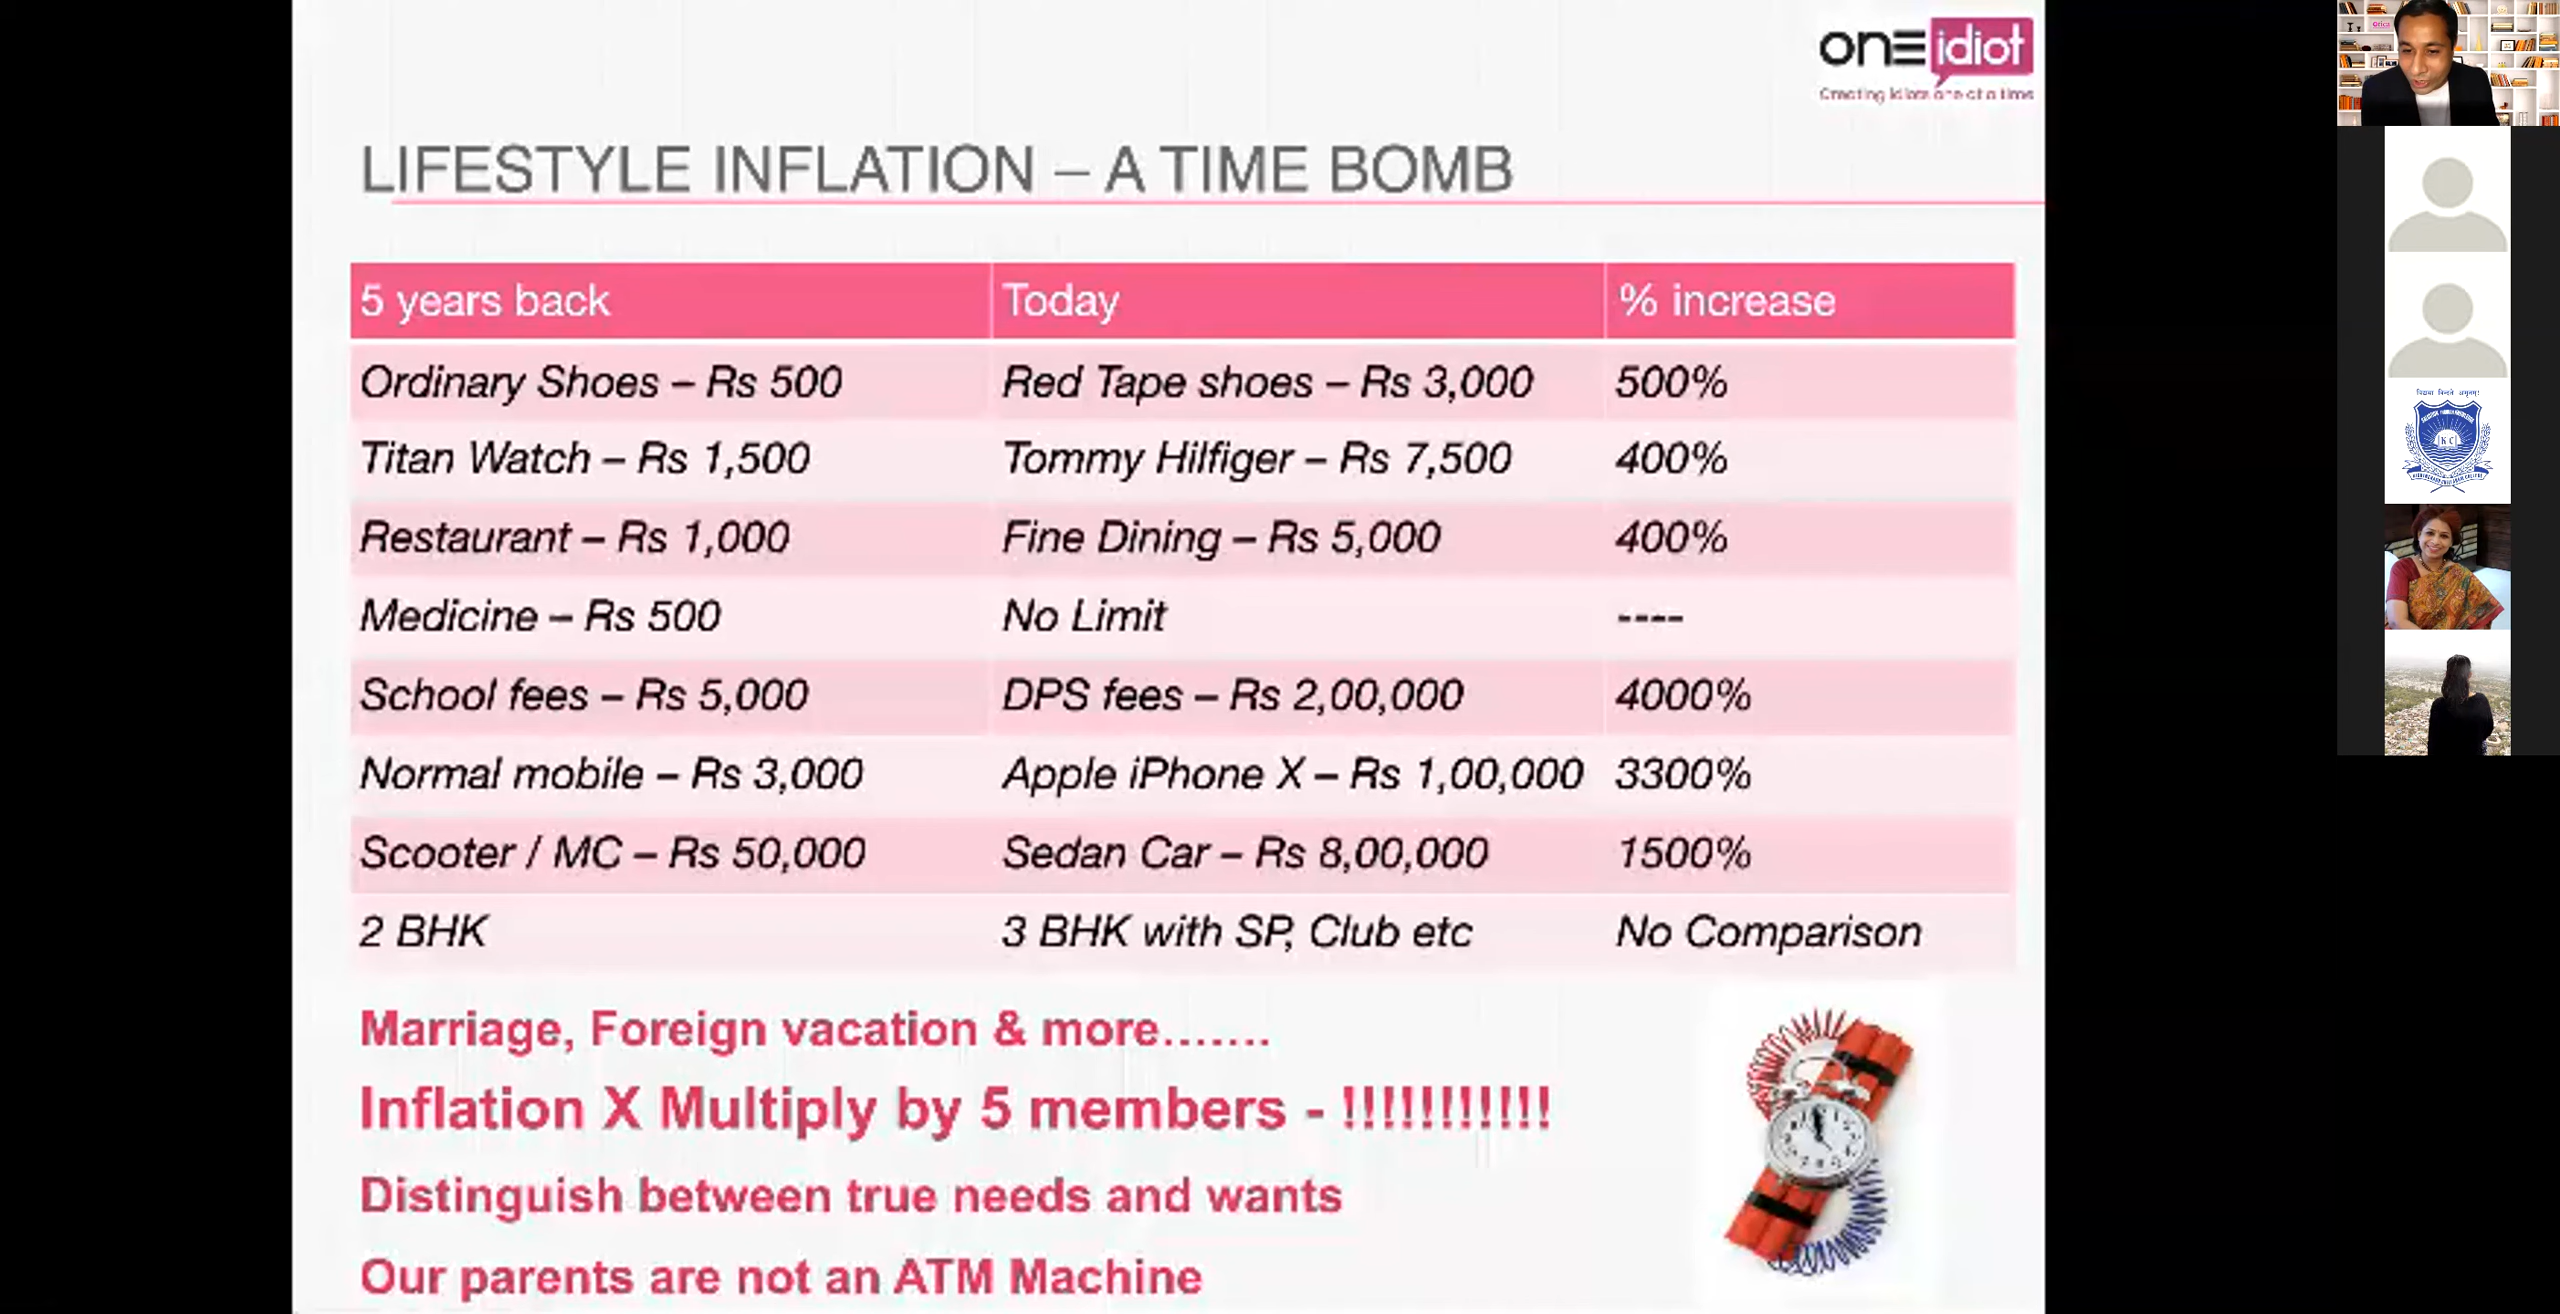 one idiot
Creating idiots one at a time
LIFESTYLE INFLATION – A TIME BOMB
5 years back Today % increase
Ordinary Shoes – Rs 500 Red Tape shoes – Rs 3,000 500%
Titan Watch – Rs 1,500 Tommy Hilfiger – Rs 7,500 400%
Restaurant – Rs 1,000 Fine Dining – Rs 5,000 400%
Medicine – Rs 500 No Limit ----
School fees – Rs 5,000 DPS fees – Rs 2,00,000 4000%
Normal mobile – Rs 3,000 Apple iPhone X – Rs 1,00,000 3300%
Scooter / MC – Rs 50,000 Sedan Car – Rs 8,00,000 1500%
2 BHK 3 BHK with SP, Club etc No Comparison
Marriage, Foreign vacation & more.......
Inflation X Multiply by 5 members - !!!!!!!!!!!
Distinguish between true needs and wants
Our parents are not an ATM Machine
K C